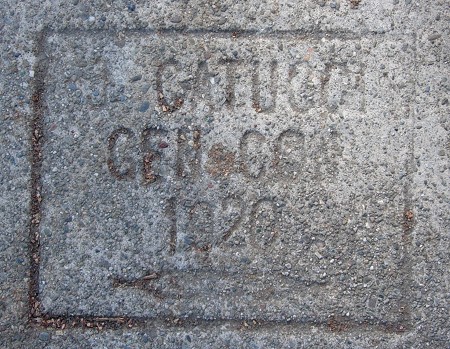 CATUCCI
GEN. CON.
1920